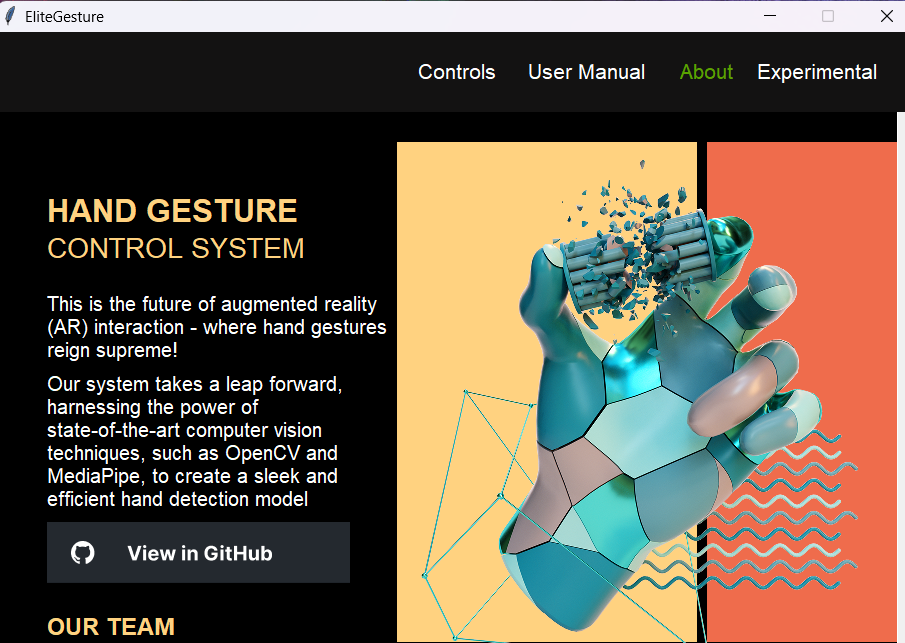 EliteGesture
Controls User Manual About Experimental
HAND GESTURE
CONTROL SYSTEM
This is the future of augmented reality
(AR) interaction - where hand gestures
reign supreme!
Our system takes a leap forward,
harnessing the power of
state-of-the-art computer vision
techniques, such as OpenCV and
MediaPipe, to create a sleek and
efficient hand detection model
View in GitHub
OUR TEAM